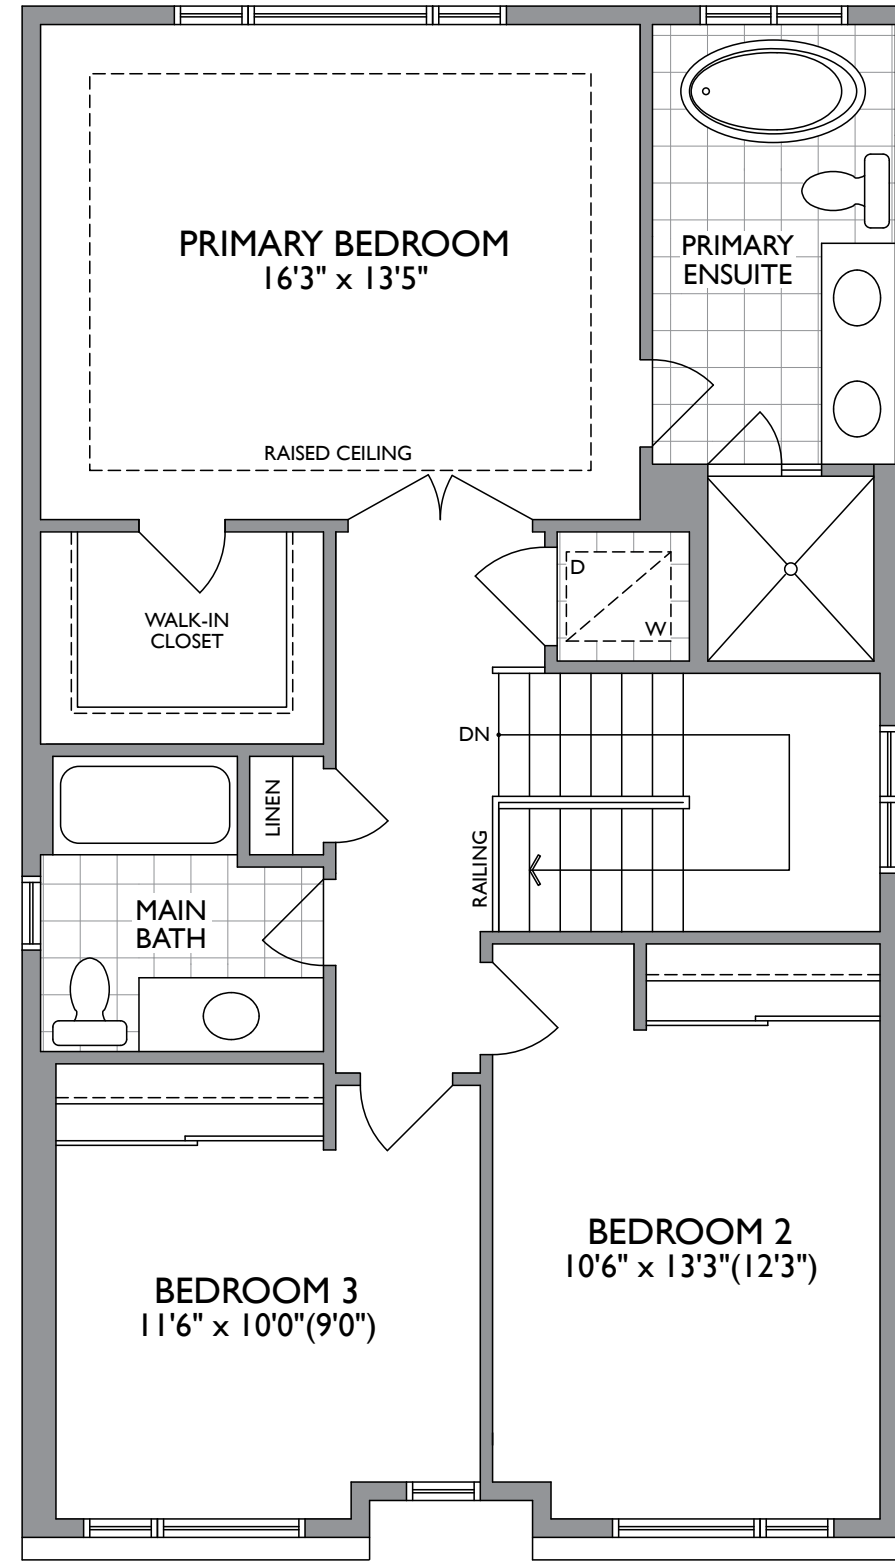 PRIMARY BEDROOM
16'3" x 13'5"
PRIMARY
ENSUITE
RAISED CEILING
D
W
WALK-IN
CLOSET
DN
LINEN
RAILING
MAIN
BATH
BEDROOM 2
10'6" x 13'3"(12'3")
BEDROOM 3
11'6" x 10'0"(9'0")